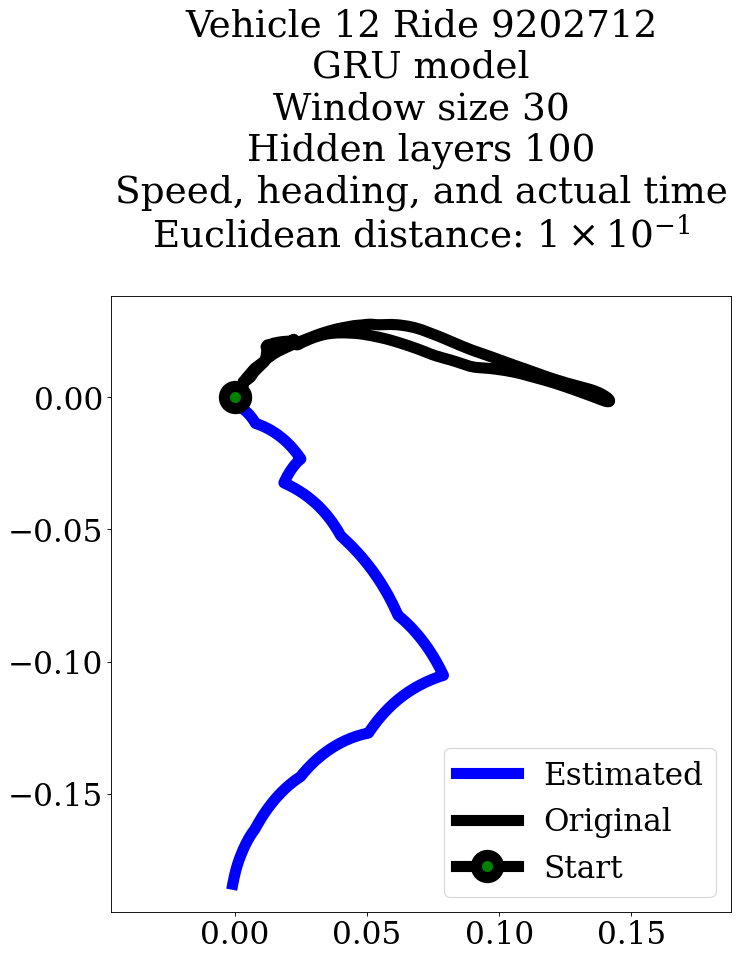 Vehicle 12 Ride 9202712
GRU model
Window size 30
Hidden layers 100
Speed, heading, and actual time
Euclidean distance: 1 × 10⁻¹
0.00
−0.05
−0.10
−0.15
Estimated
Original
Start
0.00 0.05 0.10 0.15